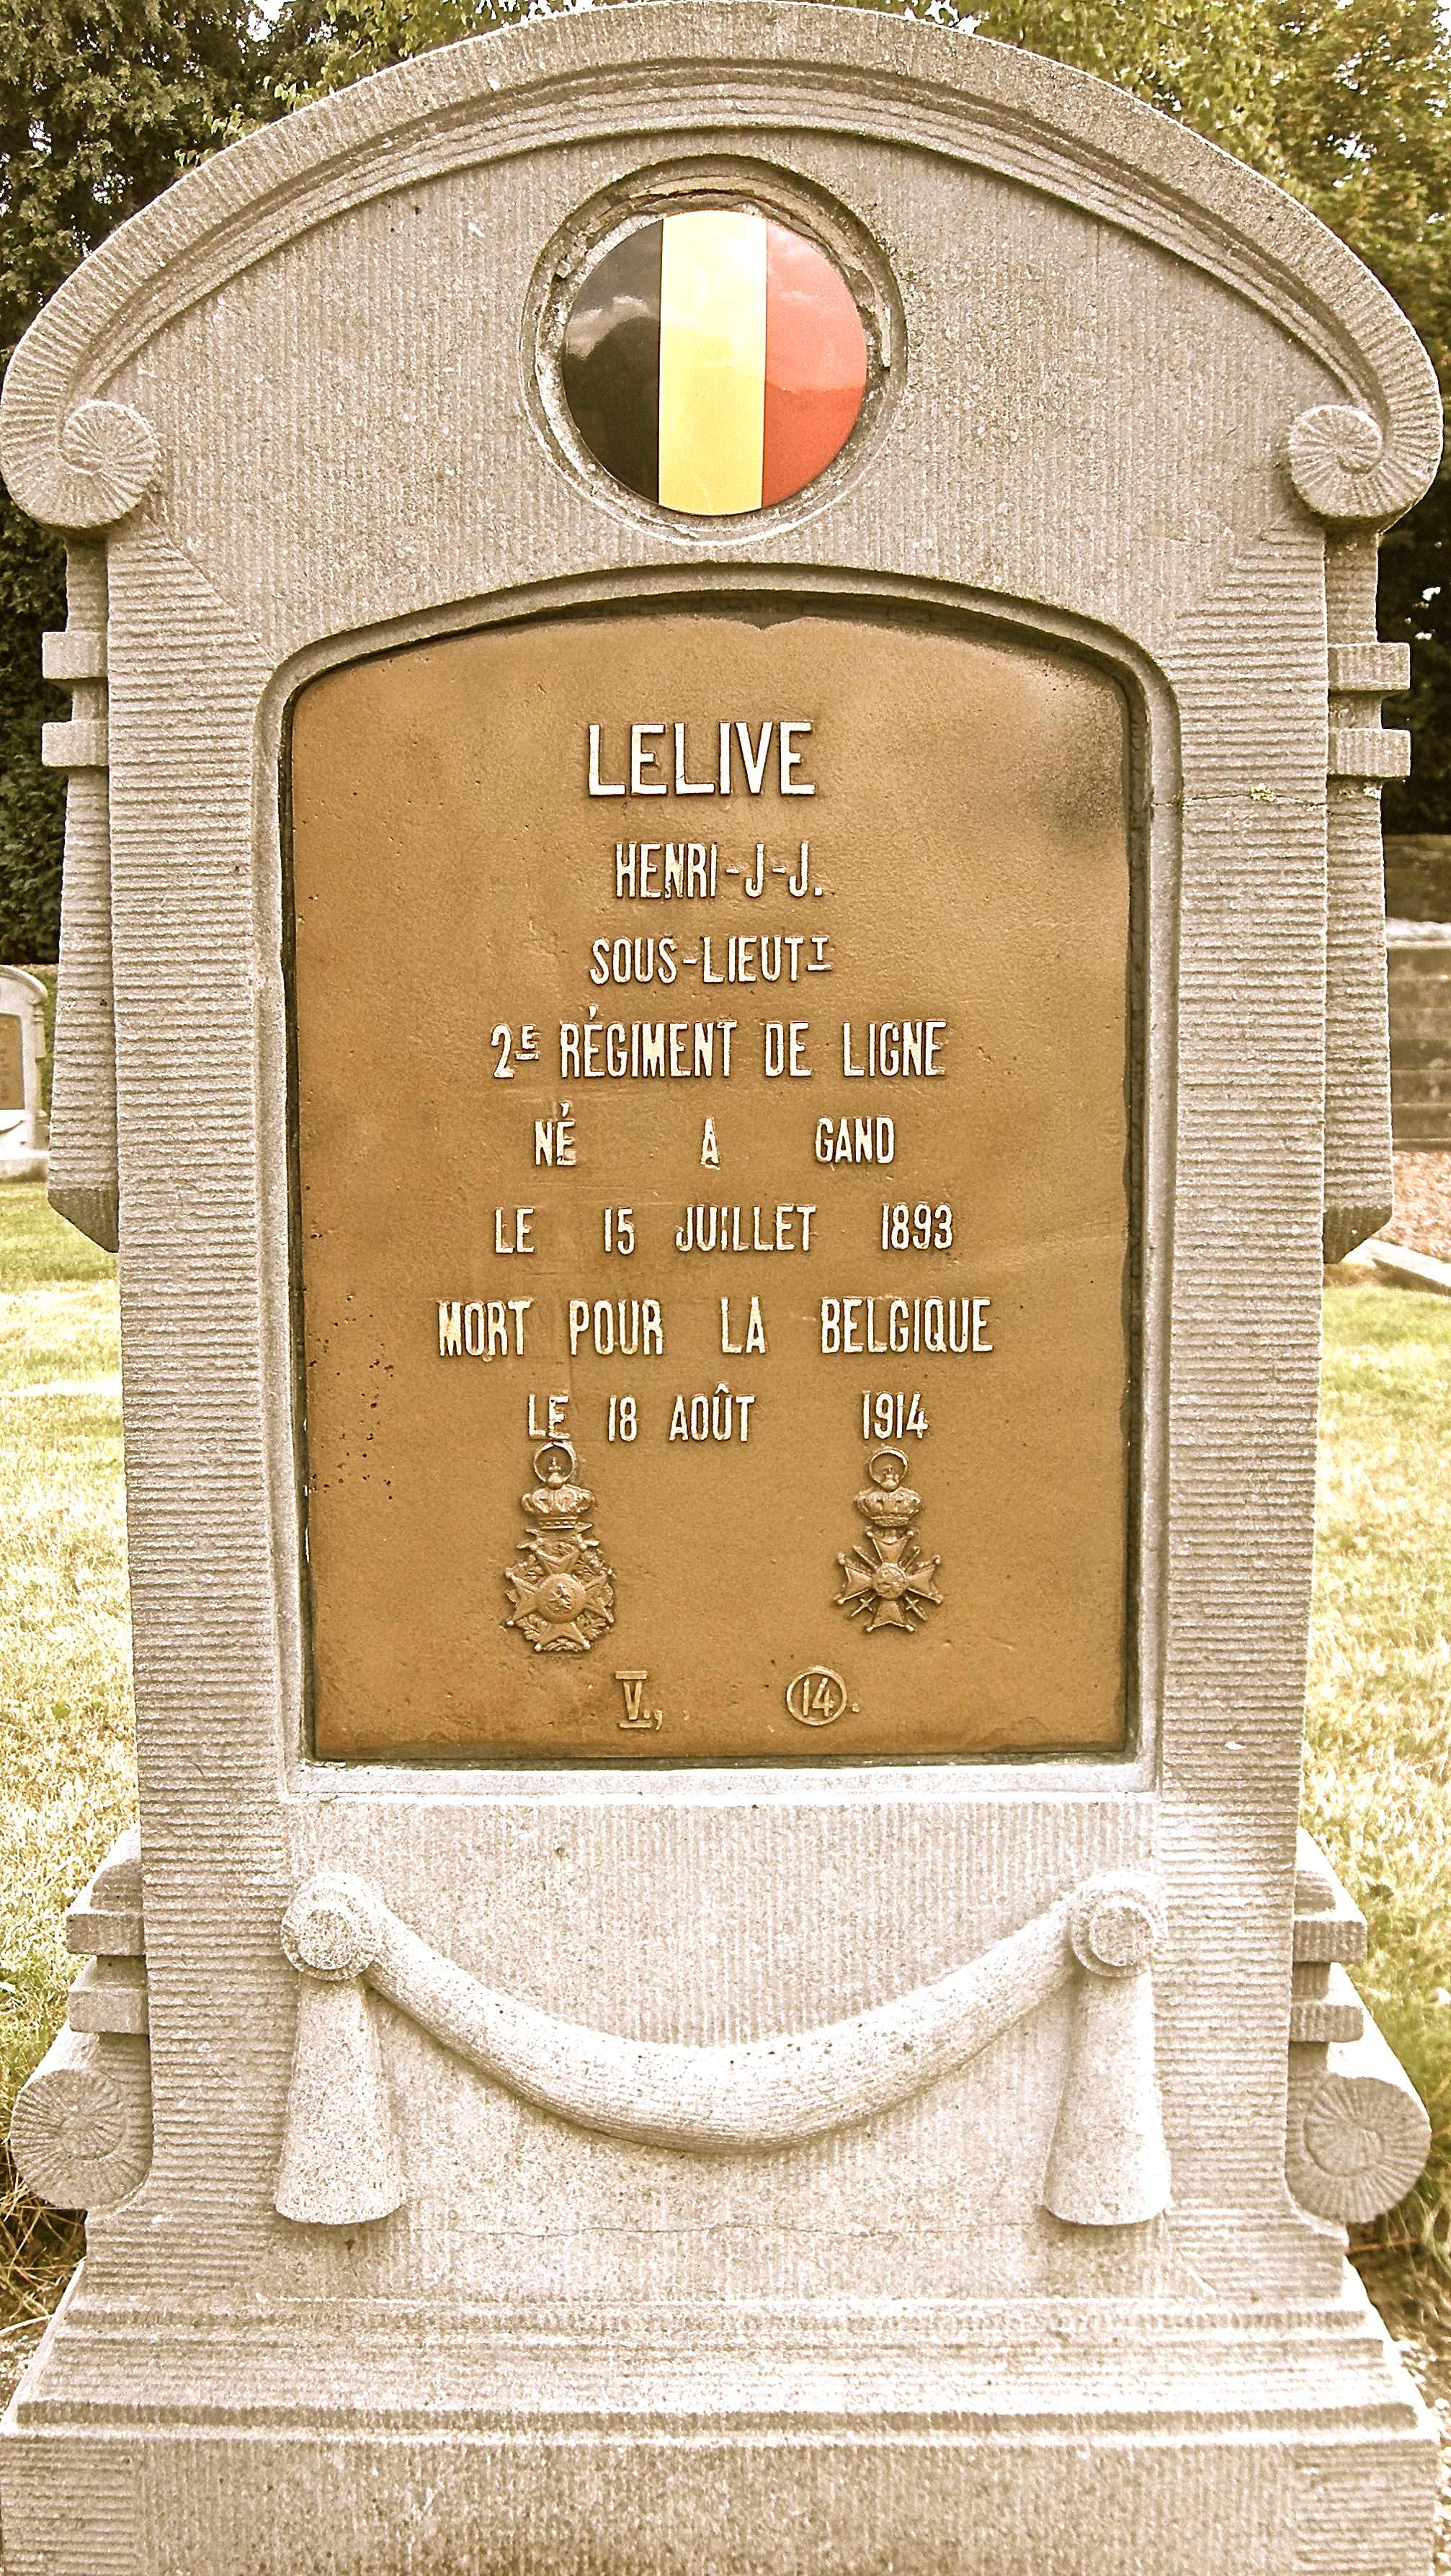 LELIVE
HENRI-J-J.
SOUS-LIEUTT
2E RÉGIMENT DE LIGNE
NÉ A GAND
LE 15 JUILLET 1893
MORT POUR LA BELGIQUE
LE 18 AOÛT 1914
V., 14.